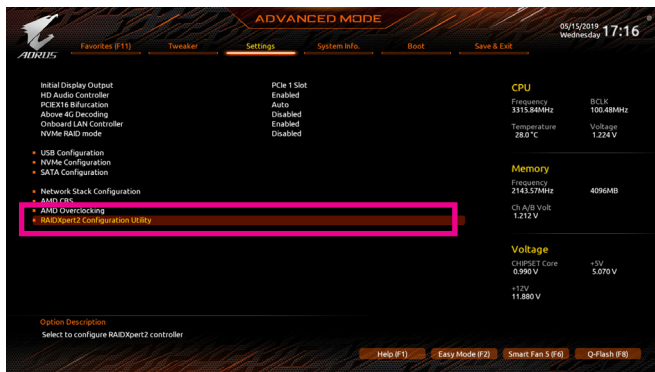 ADVANCED MODE
05/15/2019 17:16
Wednesday
AORUS
Favorites (F11) Tweaker Settings System Info. Boot Save & Exit
Initial Display Output PCIe 1 Slot
HD Audio Controller Enabled
PCIEX16 Bifurcation Auto
Above 4G Decoding Disabled
Onboard LAN Controller Enabled
NVMe RAID mode Disabled
USB Configuration
NVMe Configuration
SATA Configuration
Network Stack Configuration
AMD CBS
AMD Overclocking
RAIDXpert2 Configuration Utility
CPU
Frequency BCLK
3315.84MHz 100.48MHz
Temperature Voltage
28.0 °C 1.224 V
Memory
Frequency
2143.57MHz 4096MB
Ch A/B Volt
1.212 V
Voltage
CHIPSET Core +5V
0.990 V 5.070 V
+12V
11.880 V
Option Description
Select to configure RAIDXpert2 controller
Help (F1) Easy Mode (F2) Smart Fan 5 (F6) Q-Flash (F8)